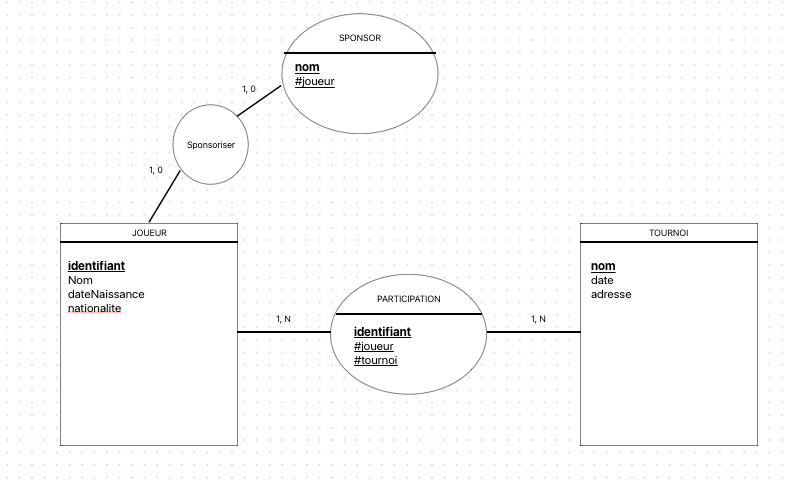 SPONSOR
nom
#joueur
1, 0
Sponsoriser
1, 0
JOUEUR
identifiant
Nom
dateNaissance
nationalite
1, N
PARTICIPATION
identifiant
#joueur
#tournoi
1, N
TOURNOI
nom
date
adresse